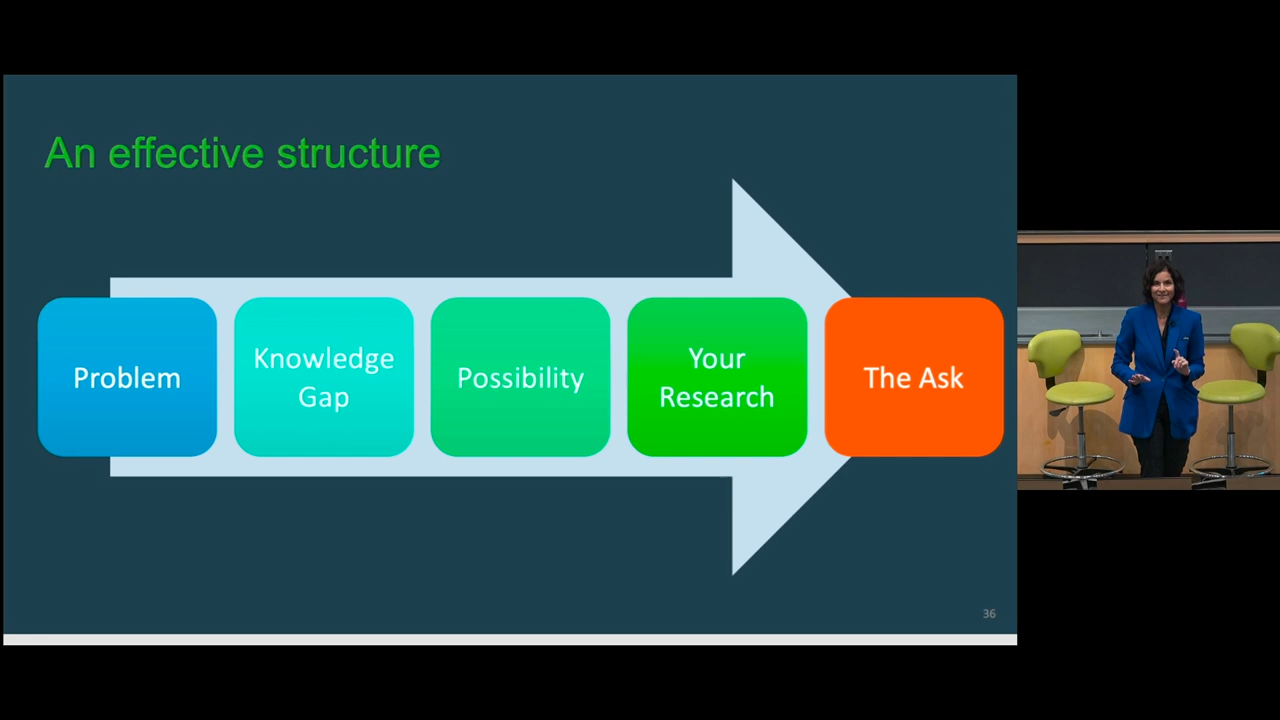 An effective structure
Problem
Knowledge
Gap
Possibility
Your
Research
The Ask
36